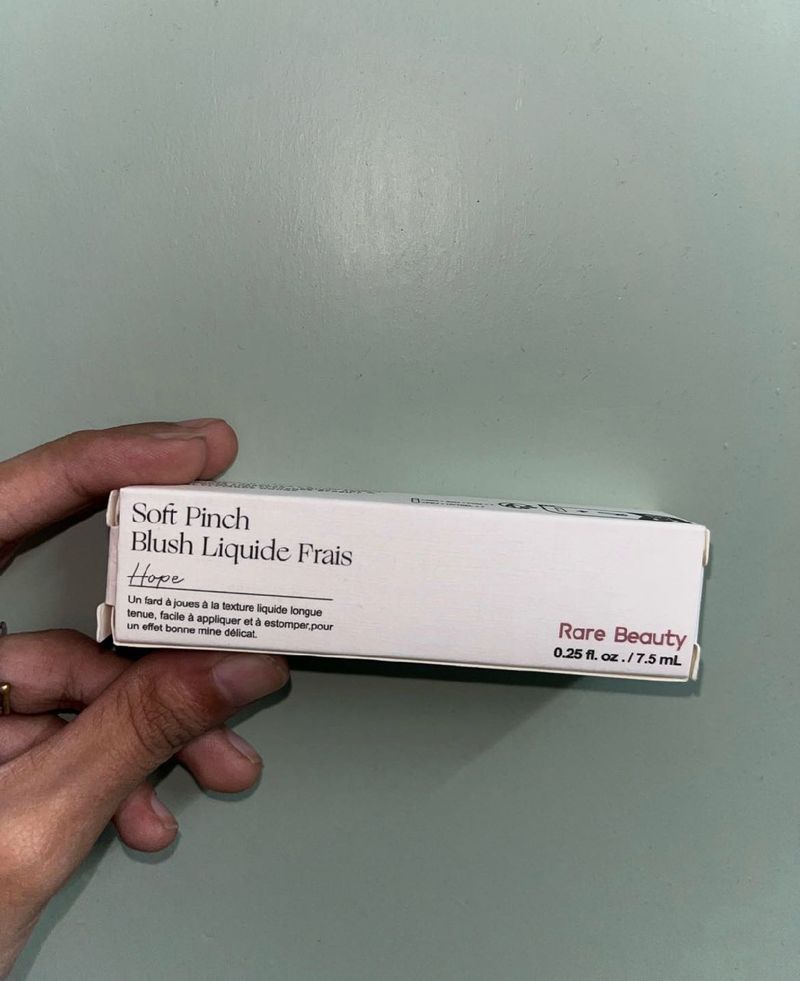 Soft Pinch
Blush Liquide Frais
Hope
Un fard à joues à la texture liquide longue
tenue, facile à appliquer et à estomper,pour
un effet bonne mine délicat.
Rare Beauty
0.25 fl. oz ./ 7.5 mL